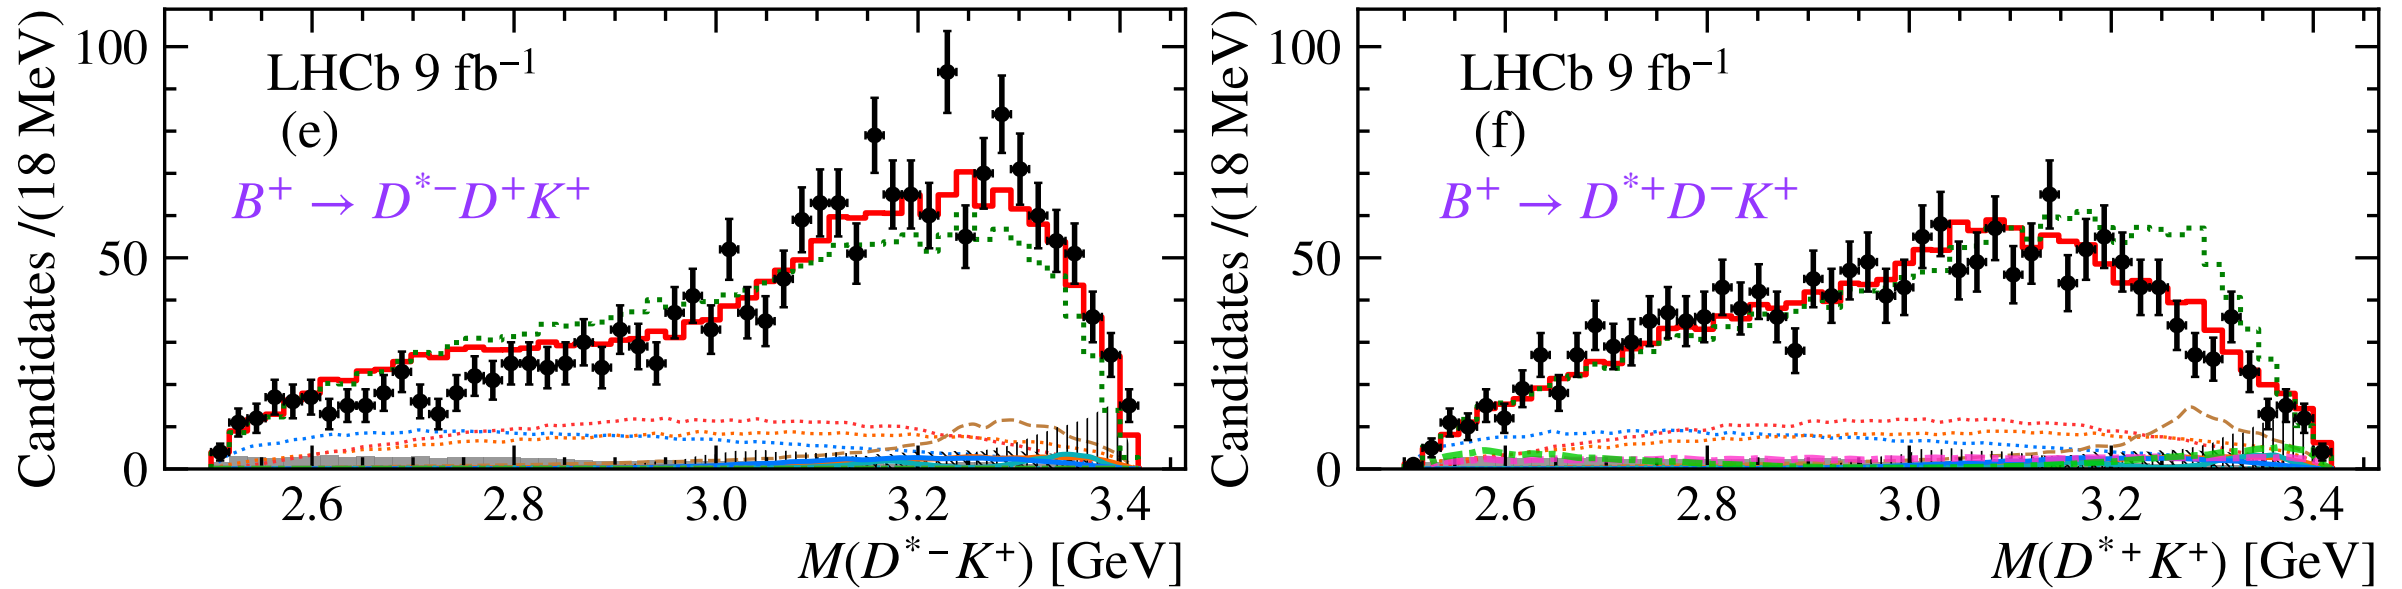 Candidates /(18 MeV)
100
50
0
LHCb 9 fb⁻¹
(e)
B⁺ → D*⁻D⁺K⁺
2.6 2.8 3.0 3.2 3.4
M(D*⁻K⁺) [GeV]
Candidates /(18 MeV)
100
50
0
LHCb 9 fb⁻¹
(f)
B⁺ → D*⁺D⁻K⁺
2.6 2.8 3.0 3.2 3.4
M(D*⁺K⁺) [GeV]